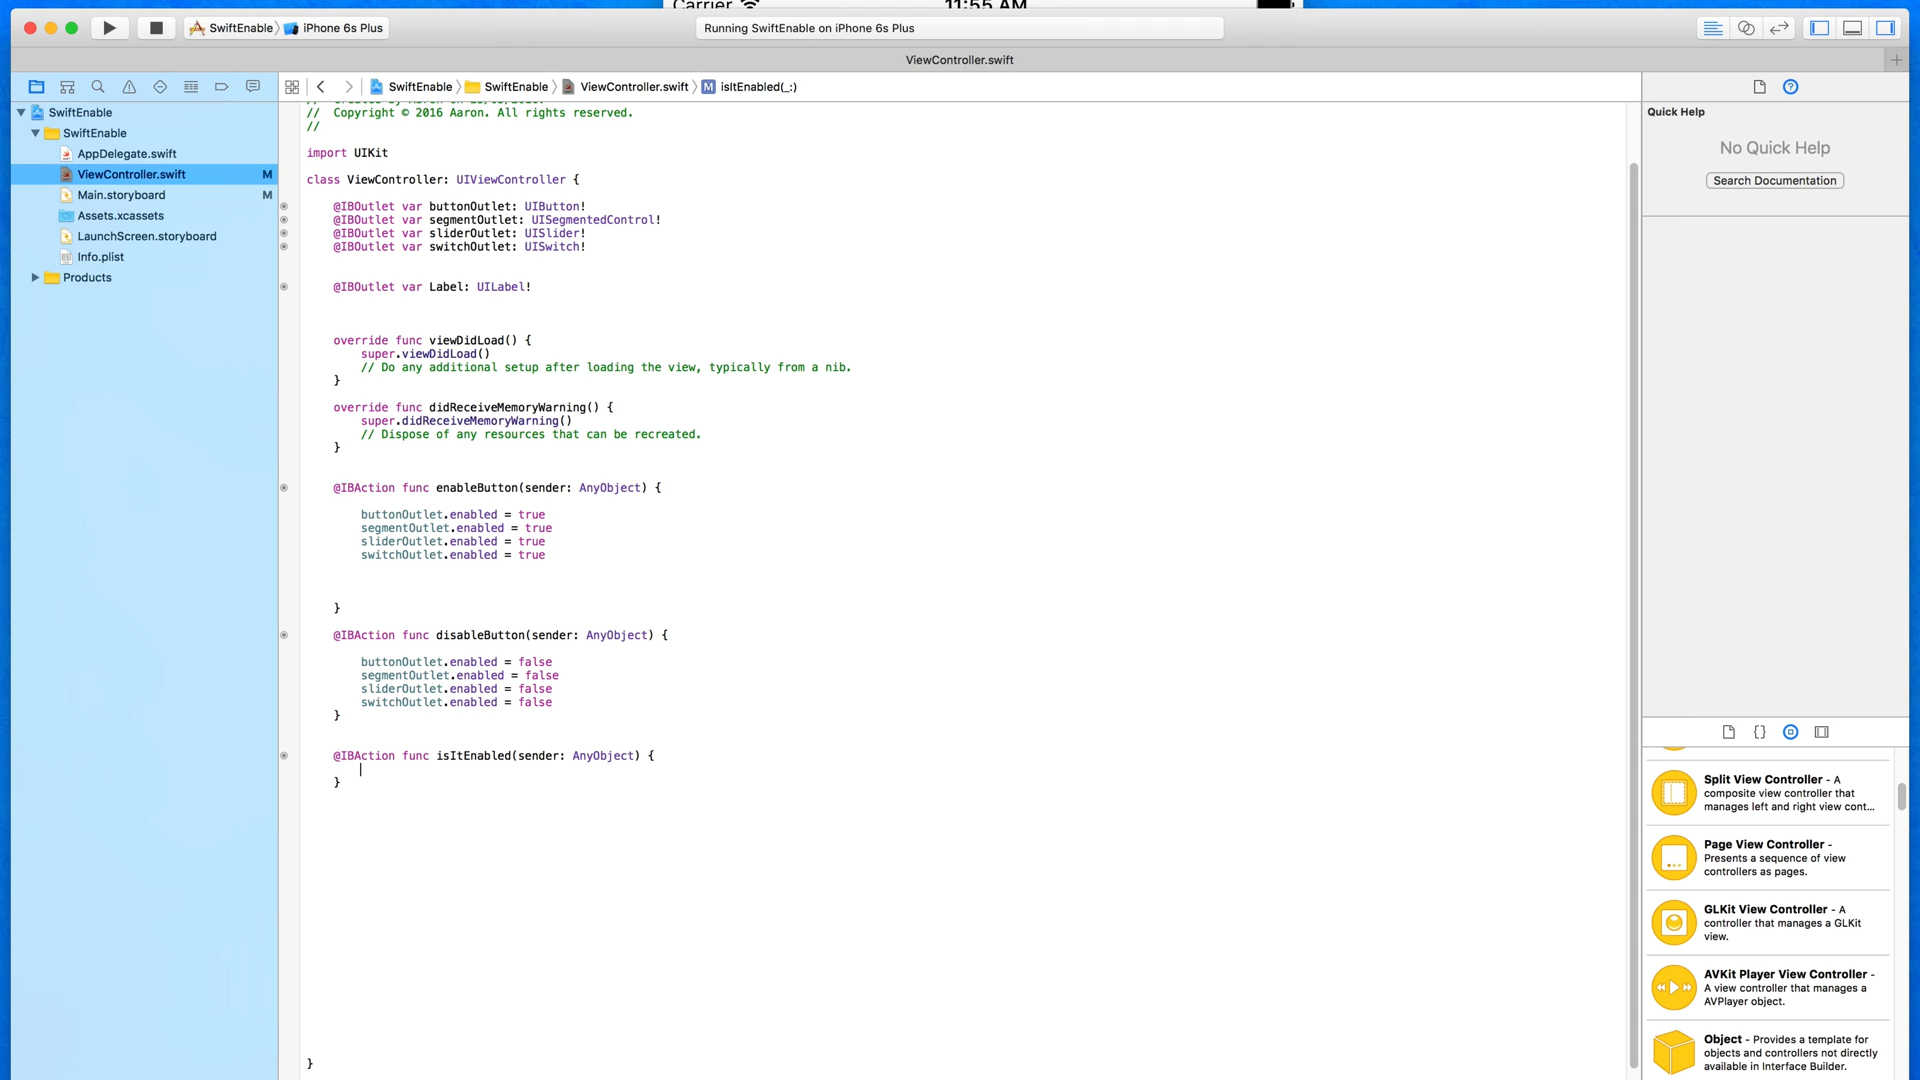 Carrier 11:55 AM
SwiftEnable iPhone 6s Plus
Running SwiftEnable on iPhone 6s Plus
ViewController.swift
SwiftEnable SwiftEnable ViewController.swift M isItEnabled(_:)
SwiftEnable
SwiftEnable
AppDelegate.swift
ViewController.swift M
Main.storyboard M
Assets.xcassets
LaunchScreen.storyboard
Info.plist
Products
//  Copyright © 2016 Aaron. All rights reserved.
//
import UIKit
class ViewController: UIViewController {
@IBOutlet var buttonOutlet: UIButton!
@IBOutlet var segmentOutlet: UISegmentedControl!
@IBOutlet var sliderOutlet: UISlider!
@IBOutlet var switchOutlet: UISwitch!
@IBOutlet var Label: UILabel!
override func viewDidLoad() {
super.viewDidLoad()
// Do any additional setup after loading the view, typically from a nib.
}
override func didReceiveMemoryWarning() {
super.didReceiveMemoryWarning()
// Dispose of any resources that can be recreated.
}
@IBAction func enableButton(sender: AnyObject) {
buttonOutlet.enabled = true
segmentOutlet.enabled = true
sliderOutlet.enabled = true
switchOutlet.enabled = true
}
@IBAction func disableButton(sender: AnyObject) {
buttonOutlet.enabled = false
segmentOutlet.enabled = false
sliderOutlet.enabled = false
switchOutlet.enabled = false
}
@IBAction func isItEnabled(sender: AnyObject) {
}
}
Quick Help
No Quick Help
Search Documentation
Split View Controller - A
composite view controller that
manages left and right view cont...
Page View Controller -
Presents a sequence of view
controllers as pages.
GLKit View Controller - A
controller that manages a GLKit
view.
AVKit Player View Controller -
A view controller that manages a
AVPlayer object.
Object - Provides a template for
objects and controllers not directly
available in Interface Builder.